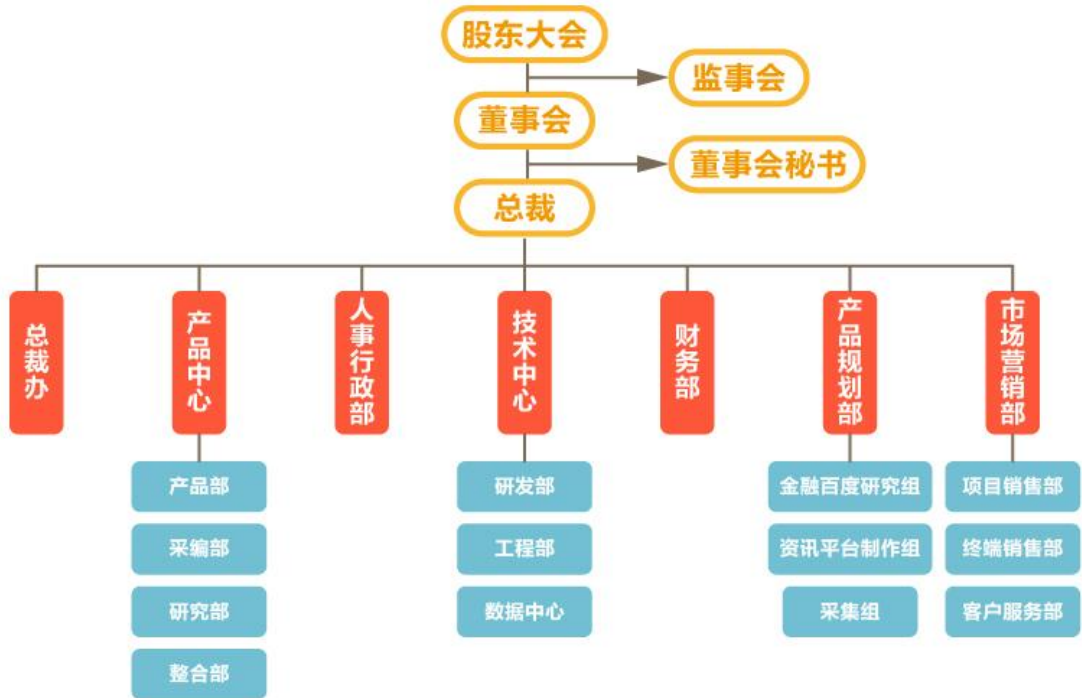 股东大会
监事会
董事会
董事会秘书
总裁
总裁办
产品中心
人事行政部
技术中心
财务部
产品规划部
市场营销部
产品部
研发部
金融百度研究组
项目销售部
采编部
工程部
资讯平台制作组
终端销售部
研究部
数据中心
采集组
客户服务部
整合部